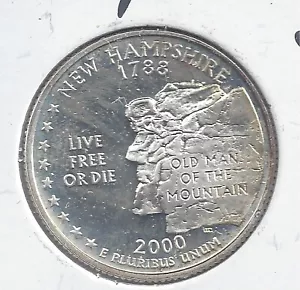 NEW HAMPSHIRE
1788
LIVE
FREE
OR DIE
OLD MAN
OF THE
MOUNTAIN
2000
E PLURIBUS UNUM